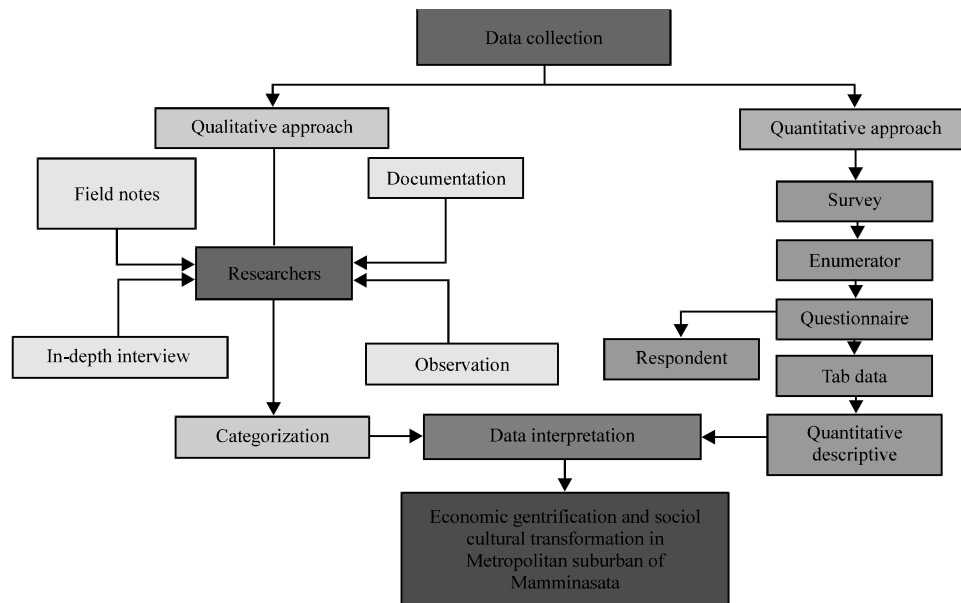 Data collection
Qualitative approach
Quantitative approach
Field notes
Documentation
Survey
Researchers
Enumerator
In-depth interview
Observation
Questionnaire
Respondent
Tab data
Categorization
Data interpretation
Quantitative
descriptive
Economic gentrification and sociol
cultural transformation in
Metropolitan suburban of
Mamminasata